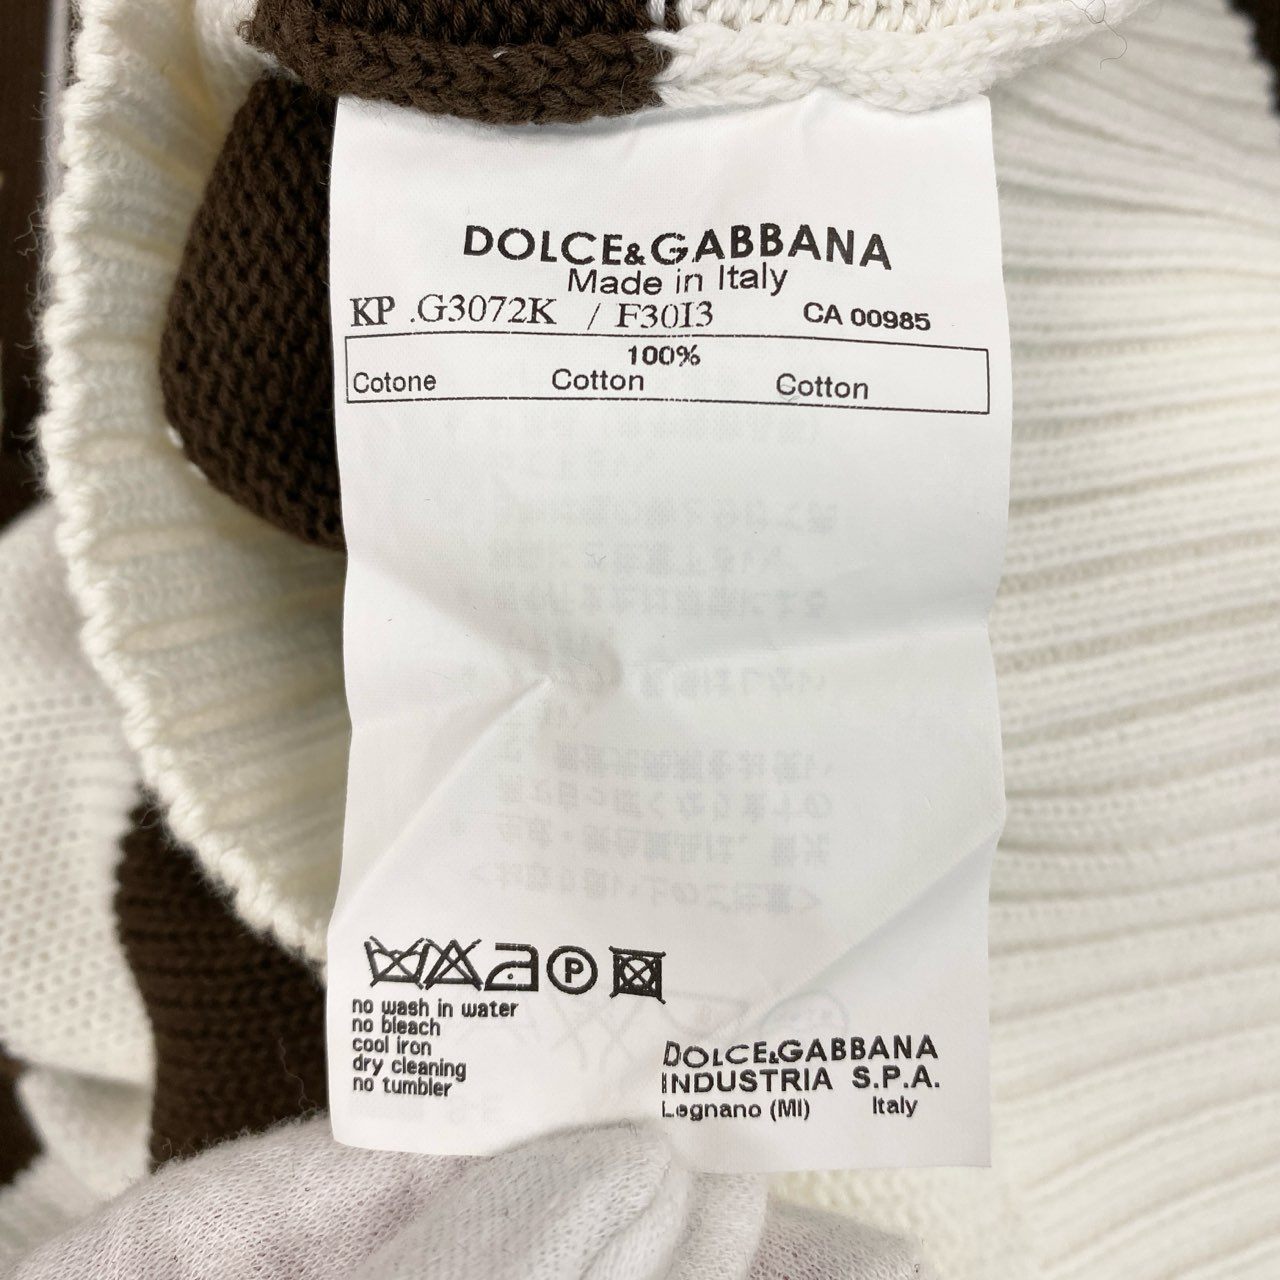 DOLCE&GABBANA
Made in Italy
KP .G3072K / F30I3 CA 00985
100%
Cotone Cotton Cotton
P
no wash in water
no bleach
cool iron
dry cleaning
no tumbler
DOLCE&GABBANA
INDUSTRIA S.P.A.
Legnano (MI) Italy